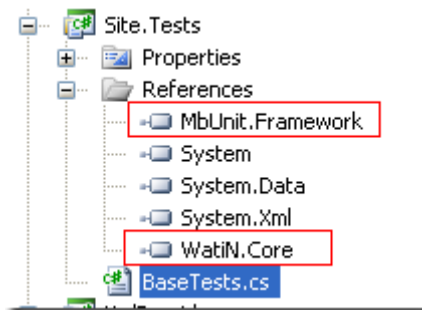 Site.Tests
Properties
References
MbUnit.Framework
System
System.Data
System.Xml
WatiN.Core
BaseTests.cs